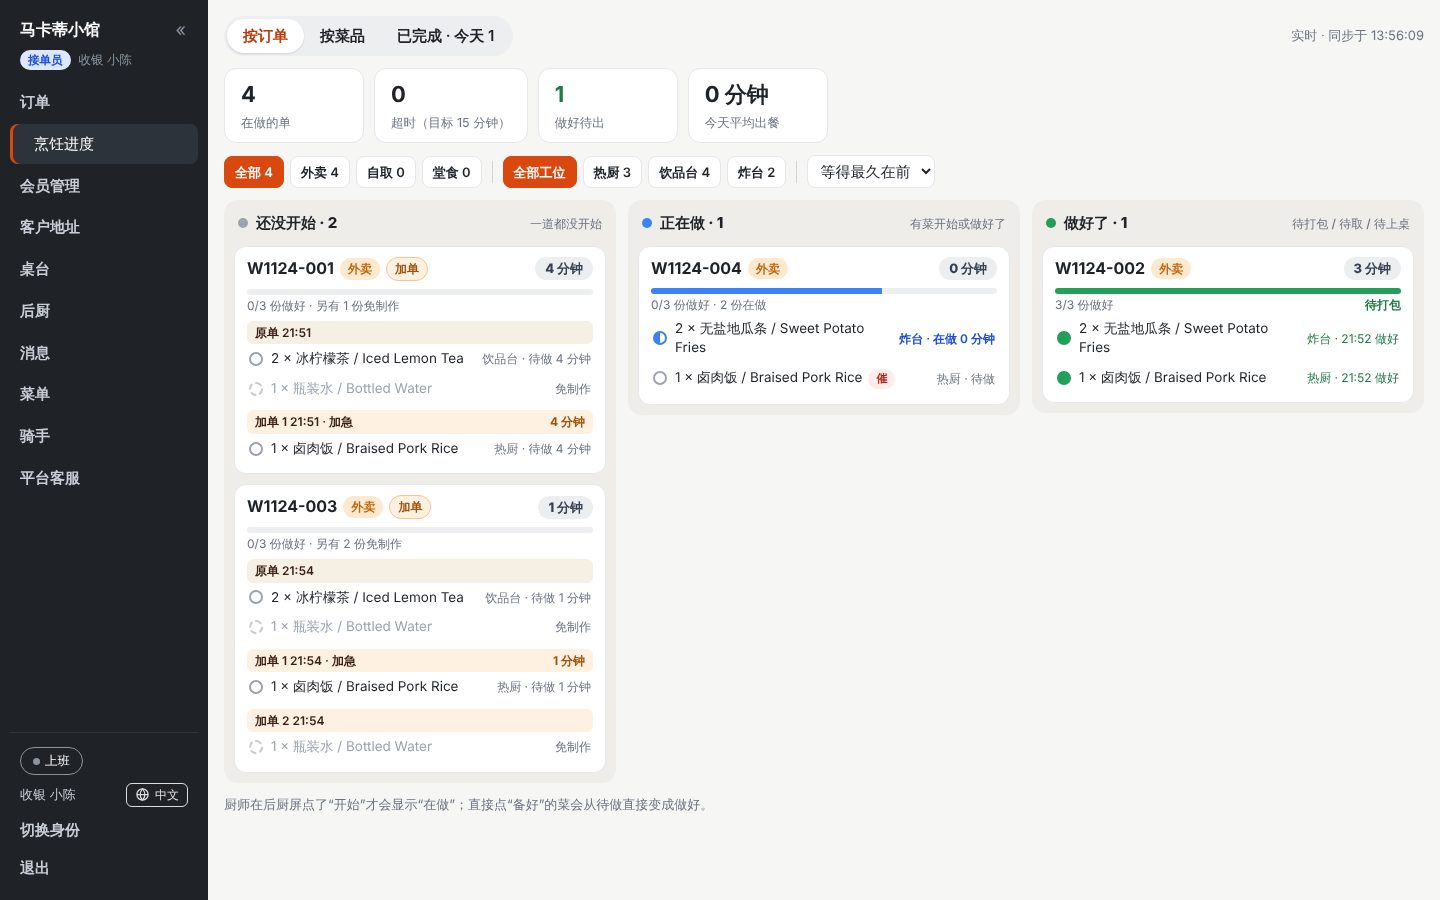 马卡蒂小馆 «
接单员 收银 小陈
订单
烹饪进度
会员管理
客户地址
桌台
后厨
消息
菜单
骑手
平台客服
上班
收银 小陈 中文
切换身份
退出
按订单 按菜品 已完成 · 今天 1
实时 · 同步于 13:56:09
4
在做的单
0
超时（目标 15 分钟）
1
做好待出
0 分钟
今天平均出餐
全部 4 外卖 4 自取 0 堂食 0 全部工位 热厨 3 饮品台 4 炸台 2 等得最久在前
还没开始 · 2 一道都没开始
W1124-001 外卖 加单 4 分钟
0/3 份做好 · 另有 1 份免制作
原单 21:51
2 × 冰柠檬茶 / Iced Lemon Tea 饮品台 · 待做 4 分钟
1 × 瓶装水 / Bottled Water 免制作
加单 1 21:51 · 加急 4 分钟
1 × 卤肉饭 / Braised Pork Rice 热厨 · 待做 4 分钟
W1124-003 外卖 加单 1 分钟
0/3 份做好 · 另有 2 份免制作
原单 21:54
2 × 冰柠檬茶 / Iced Lemon Tea 饮品台 · 待做 1 分钟
1 × 瓶装水 / Bottled Water 免制作
加单 1 21:54 · 加急 1 分钟
1 × 卤肉饭 / Braised Pork Rice 热厨 · 待做 1 分钟
加单 2 21:54
1 × 瓶装水 / Bottled Water 免制作
正在做 · 1 有菜开始或做好了
W1124-004 外卖 0 分钟
0/3 份做好 · 2 份在做
2 × 无盐地瓜条 / Sweet Potato
Fries 炸台 · 在做 0 分钟
1 × 卤肉饭 / Braised Pork Rice 催 热厨 · 待做
做好了 · 1 待打包 / 待取 / 待上桌
W1124-002 外卖 3 分钟
3/3 份做好 待打包
2 × 无盐地瓜条 / Sweet Potato
Fries 炸台 · 21:52 做好
1 × 卤肉饭 / Braised Pork Rice 热厨 · 21:52 做好
厨师在后厨屏点了“开始”才会显示“在做”；直接点“备好”的菜会从待做直接变成做好。